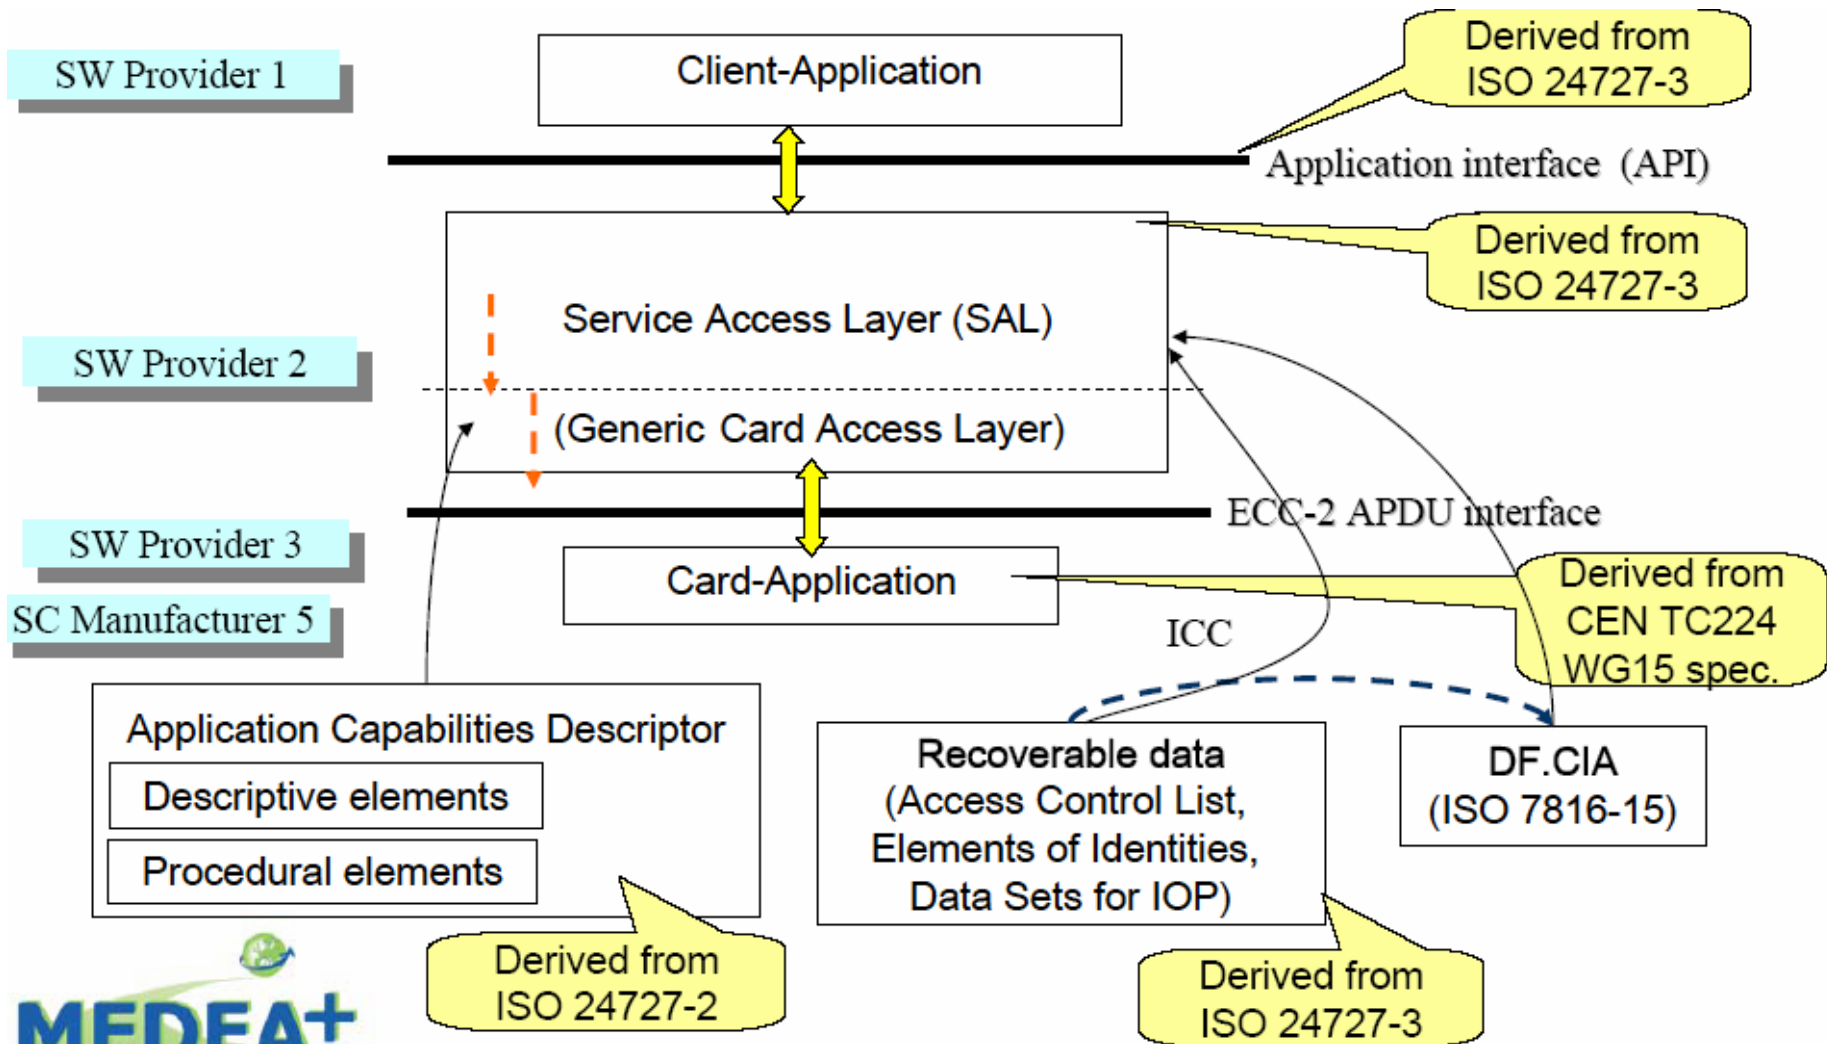 SW Provider 1
Client-Application
Derived from
ISO 24727-3
Application interface (API)
Derived from
ISO 24727-3
Service Access Layer (SAL)
SW Provider 2
(Generic Card Access Layer)
ECC-2 APDU interface
SW Provider 3
Card-Application
Derived from
CEN TC224
WG15 spec.
SC Manufacturer 5
ICC
Application Capabilities Descriptor
Descriptive elements
Procedural elements
Recoverable data
(Access Control List,
Elements of Identities,
Data Sets for IOP)
DF.CIA
(ISO 7816-15)
Derived from
ISO 24727-2
Derived from
ISO 24727-3
MEDEA+